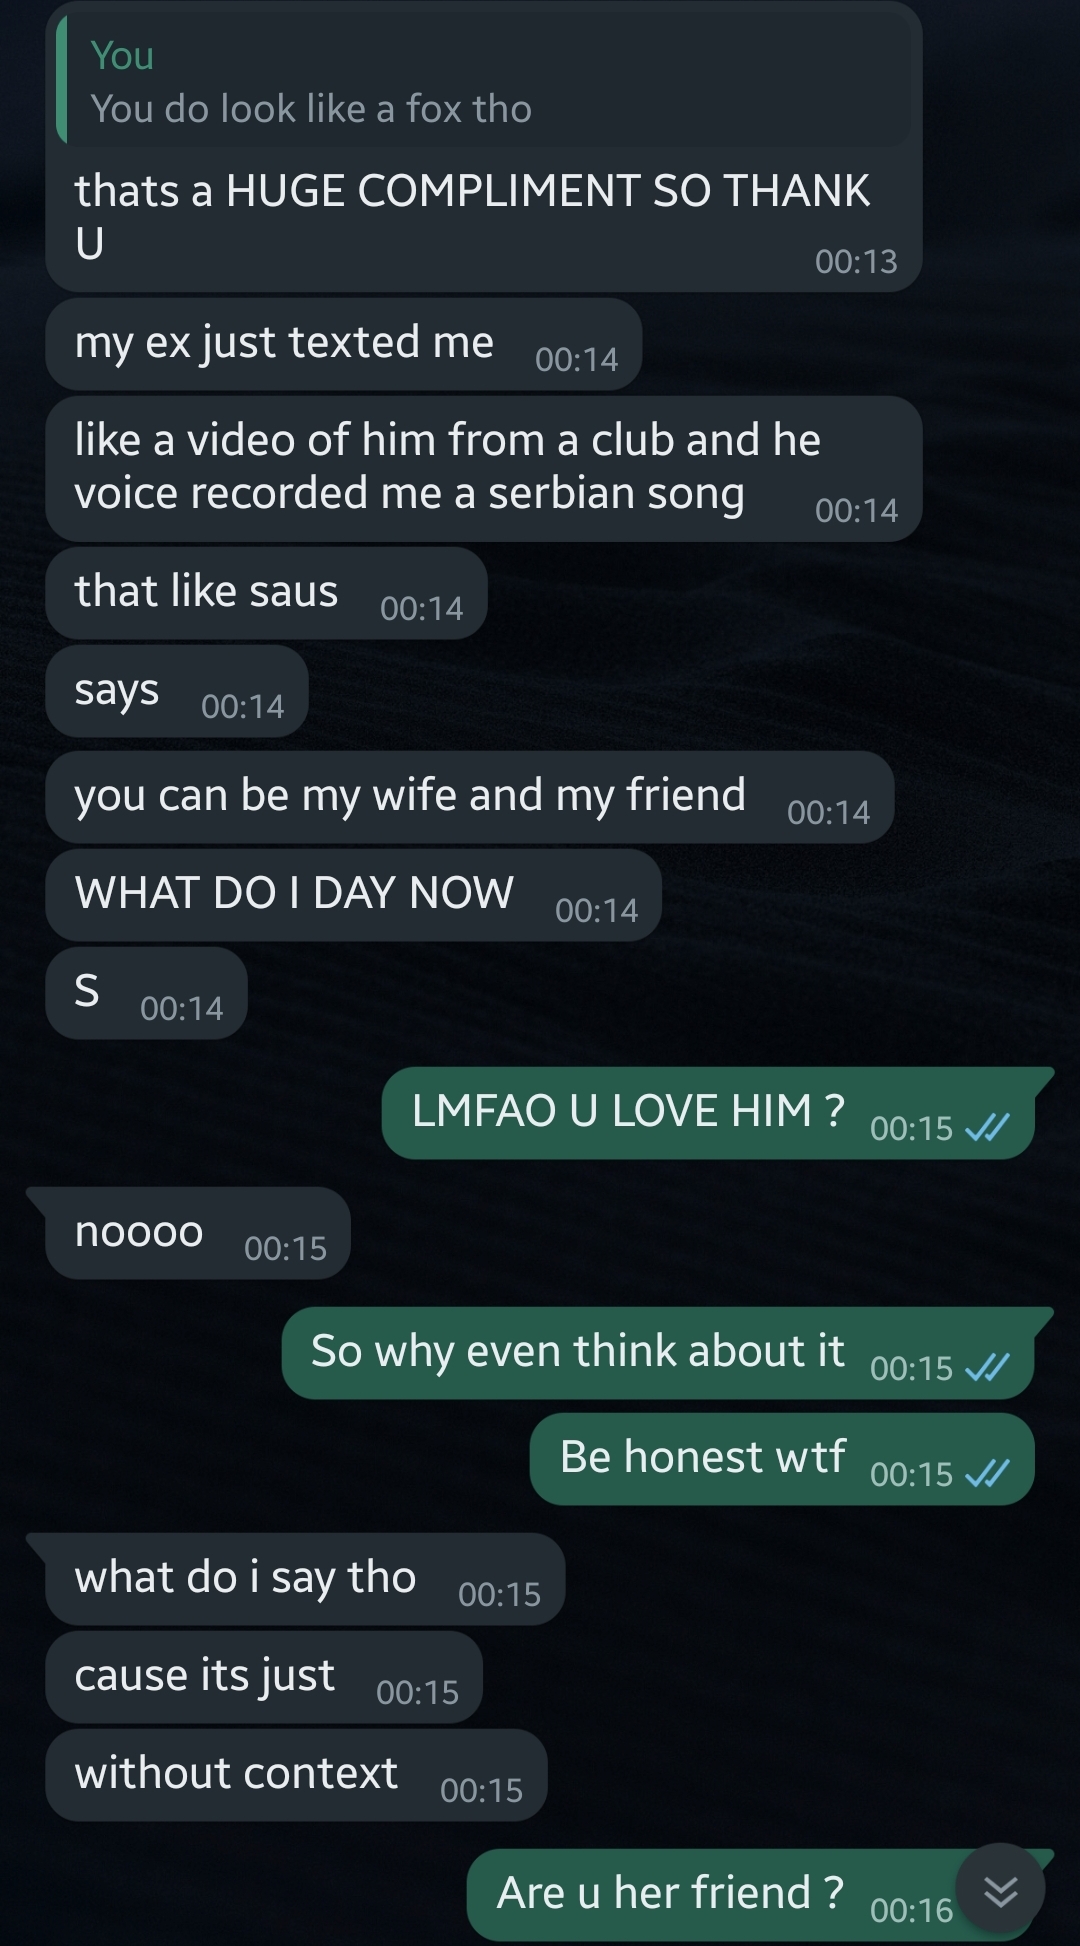 You
You do look like a fox tho
thats a HUGE COMPLIMENT SO THANK
U
00:13
my ex just texted me 00:14
like a video of him from a club and he
voice recorded me a serbian song 00:14
that like saus 00:14
says 00:14
you can be my wife and my friend 00:14
WHAT DO I DAY NOW 00:14
S 00:14
LMFAO U LOVE HIM ? 00:15
noooo 00:15
So why even think about it 00:15
Be honest wtf 00:15
what do i say tho 00:15
cause its just 00:15
without context 00:15
Are u her friend ? 00:16